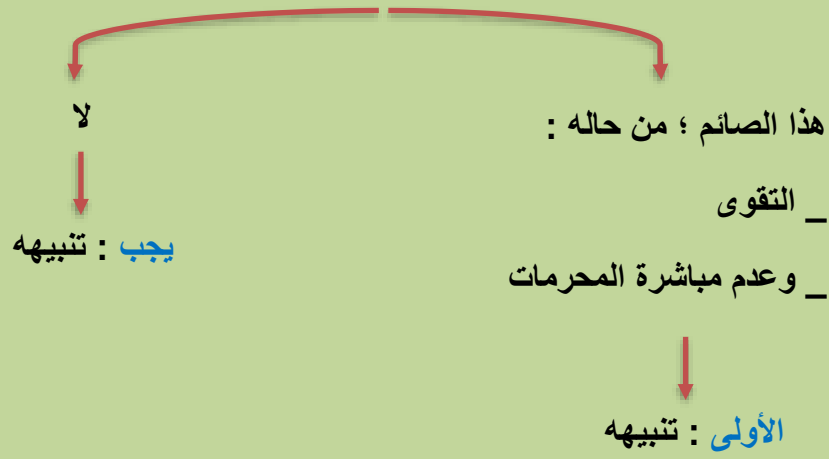 هذا الصائم ؛ من حاله :
_ التقوى
_ وعدم مباشرة المحرمات
الأولى : تنبيهه
لا
يجب : تنبيهه